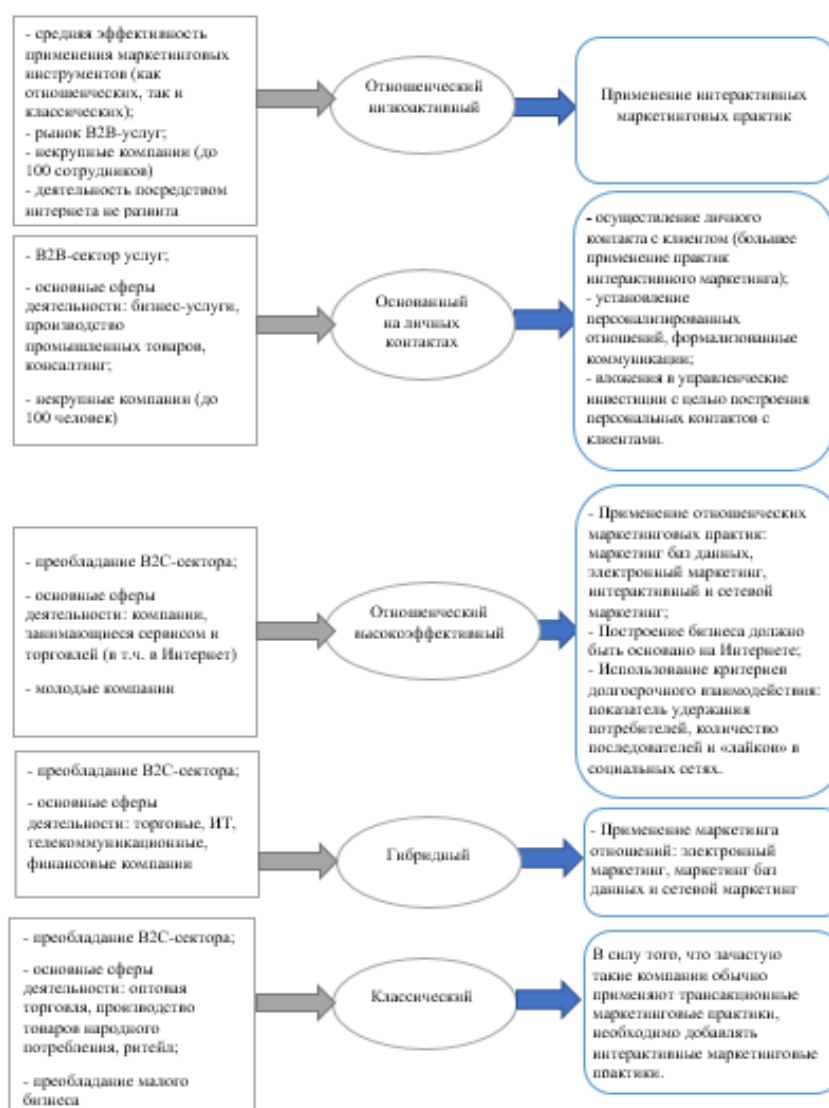 - средняя эффективность
применения маркетинговых
инструментов (как
отношенческих, так и
классических);
- рынок B2B-услуг;
- некрупные компании (до
100 сотрудников)
- деятельность посредством
интернета не развита
Отношенческий
низкоактивный
Применение интерактивных
маркетинговых практик
- B2B-сектор услуг;
- основные сферы
деятельности: бизнес-услуги,
производство
промышленных товаров,
консалтинг;
- некрупные компании (до
100 человек)
Основанный
на личных
контактах
- осуществление личного
контакта с клиентом (большее
применение практик
интерактивного маркетинга);
- установление
персонализированных
отношений, формализованные
коммуникации;
- вложения в управленческие
инвестиции с целью построения
персональных контактов с
клиентами.
- преобладание B2C-сектора;
- основные сферы
деятельности: компании,
занимающиеся сервисом и
торговлей (в т.ч. в Интернет)
- молодые компании
Отношенческий
высокоэффективный
- Применение отношенческих
маркетинговых практик:
маркетинг баз данных,
электронный маркетинг,
интерактивный и сетевой
маркетинг;
- Построение бизнеса должно
быть основано на Интернете;
- Использование критериев
долгосрочного взаимодействия:
показатель удержания
потребителей, количество
последователей и «лайков» в
социальных сетях.
- преобладание B2C-сектора;
- основные сферы
деятельности: торговые, ИТ,
телекоммуникационные,
финансовые компании
Гибридный
- Применение маркетинга
отношений: электронный
маркетинг, маркетинг баз
данных и сетевой маркетинг
- преобладание B2C-сектора;
- основные сферы
деятельности: оптовая
торговля, производство
товаров народного
потребления, ритейл;
- преобладание малого
бизнеса
Классический
В силу того, что зачастую
такие компании обычно
применяют трансакционные
маркетинговые практики,
необходимо добавлять
интерактивные маркетинговые
практики.